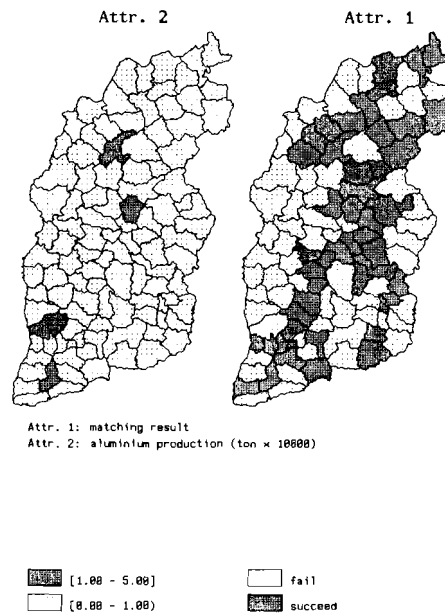 Attr. 2
Attr. 1
Attr. 1: matching result
Attr. 2: aluminium production (ton × 10000)
[1.00 - 5.00]
[0.00 - 1.00)
fail
succeed